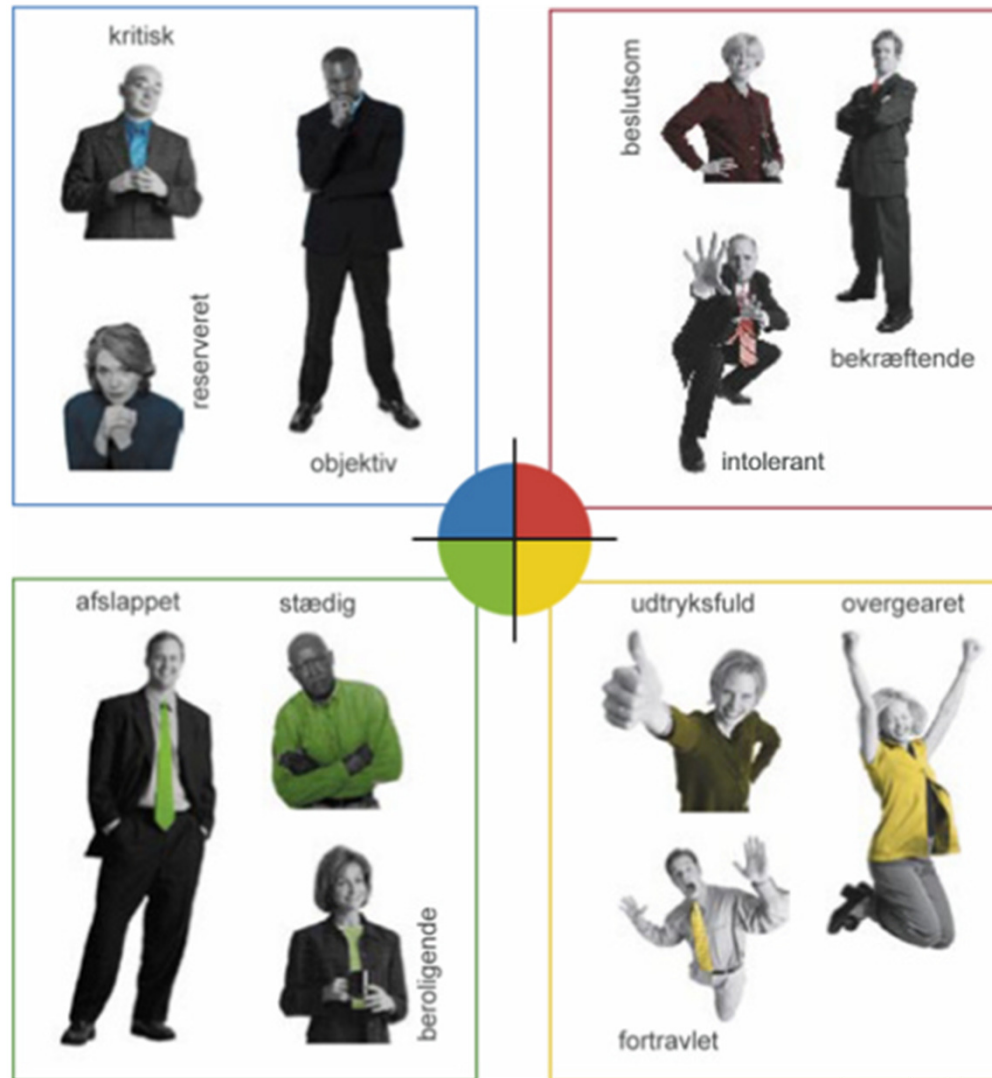 kritisk
reserveret
objektiv
beslutsom
bekræftende
intolerant
afslappet
stædig
beroligende
udtryksfuld
overgearet
fortravlet